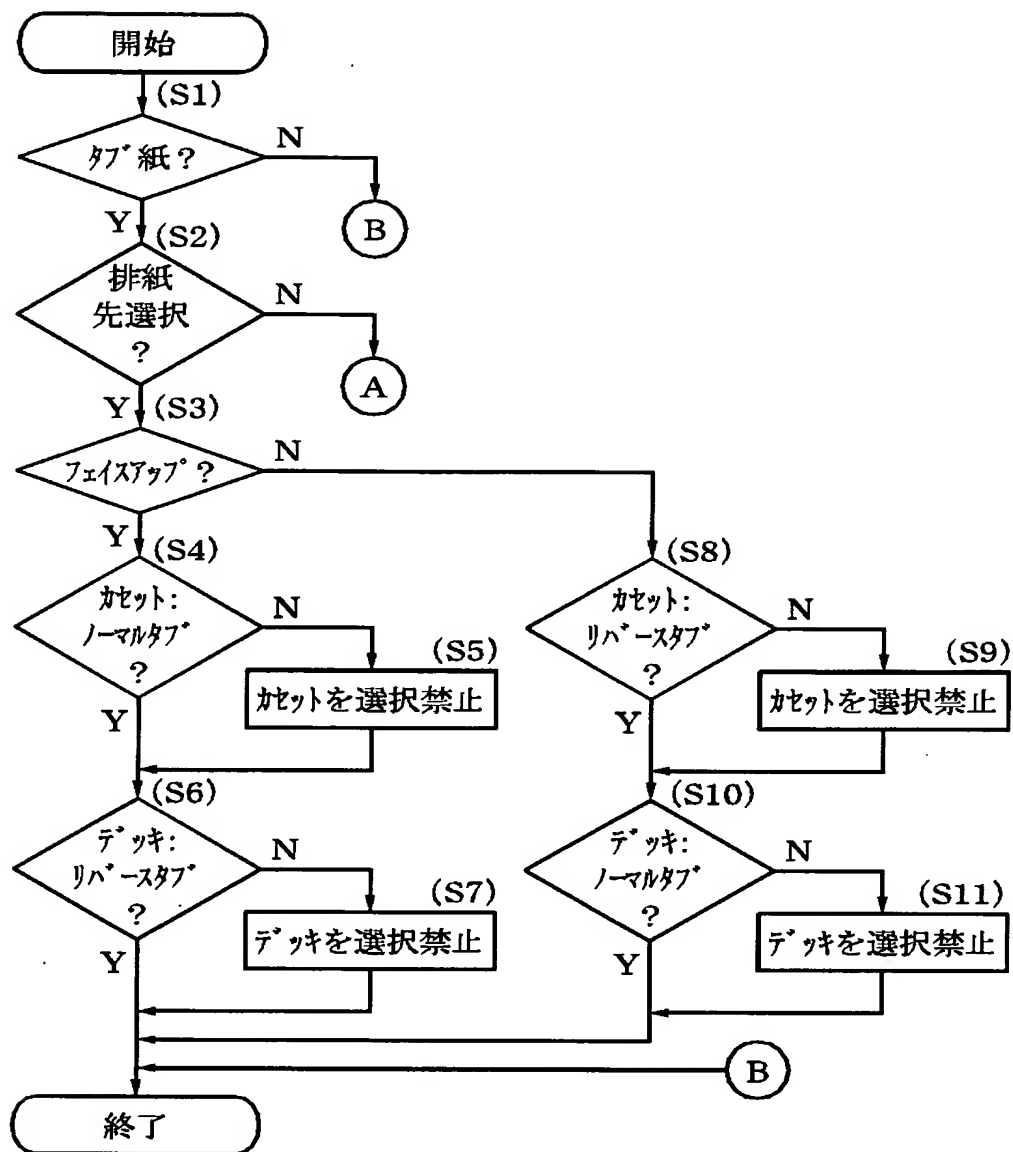 開始
(S1)
タブ紙?
N
B
Y
(S2)
排紙
先選択
?
N
A
Y
(S3)
フェイスアップ?
N
Y
(S4)
カセット:
ノーマルタブ
?
N
(S5)
カセットを選択禁止
Y
(S8)
カセット:
リバースタブ
?
N
(S9)
カセットを選択禁止
Y
(S6)
デッキ:
リバースタブ
?
N
(S7)
デッキを選択禁止
Y
(S10)
デッキ:
ノーマルタブ
?
N
(S11)
デッキを選択禁止
Y
B
終了